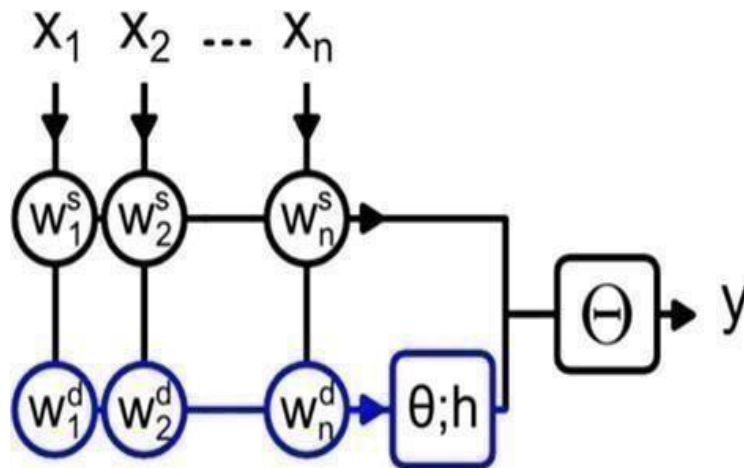 x₁ x₂ --- xₙ
w₁ˢ w₂ˢ wₙˢ
Θ y
w₁ᵈ w₂ᵈ wₙᵈ θ;h